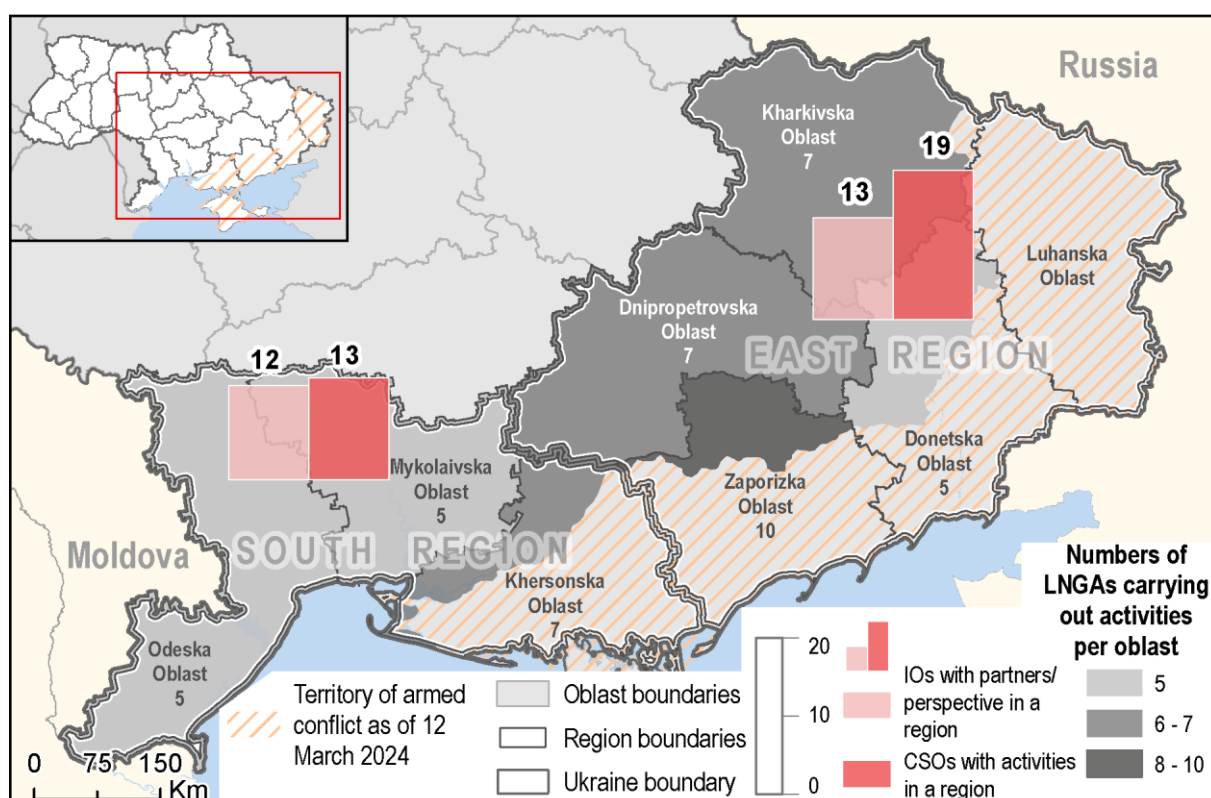 Russia
Kharkivska
Oblast
7
19
13
Luhanska
Oblast
Dnipropetrovska
Oblast
7
EAST REGION
12
13
Mykolaivska
Oblast
5
Donetska
Oblast
5
Zaporizka
Oblast
10
Moldova
SOUTH REGION
Khersonska
Oblast
7
Odeska
Oblast
5
Territory of armed
conflict as of 12
March 2024
0 75 150
Km
Oblast boundaries
Region boundaries
Ukraine boundary
20
10
0
IOs with partners/
perspective in a
region
CSOs with activities
in a region
Numbers of
LNGAs carrying
out activities
per oblast
5
6 - 7
8 - 10